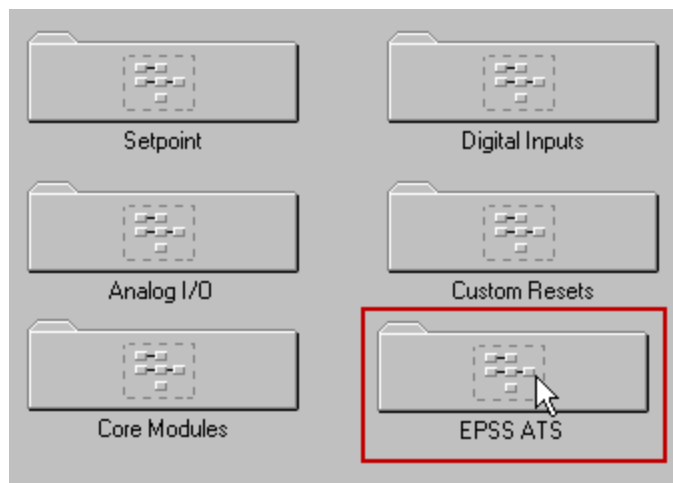 Setpoint
Digital Inputs
Analog I/O
Custom Resets
Core Modules
EPSS ATS